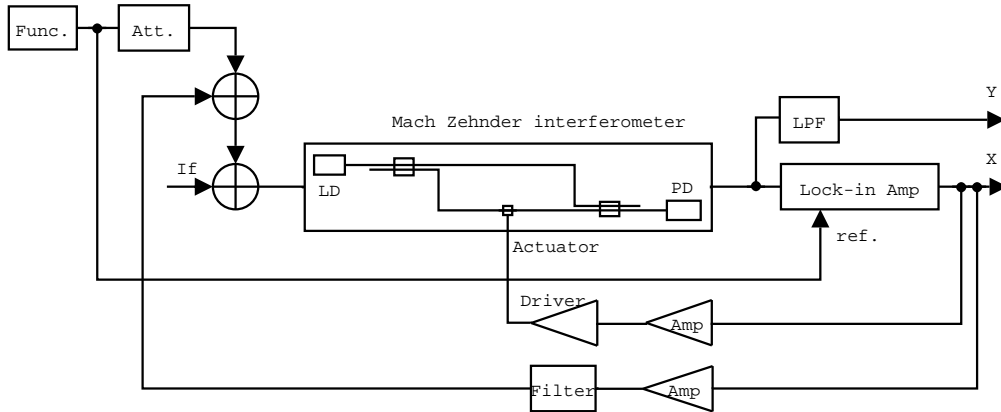 Func.
Att.
Y
Mach Zehnder interferometer
LPF
X
If
LD
PD
Lock-in Amp
Actuator
ref.
Driver
Amp
Filter
Amp